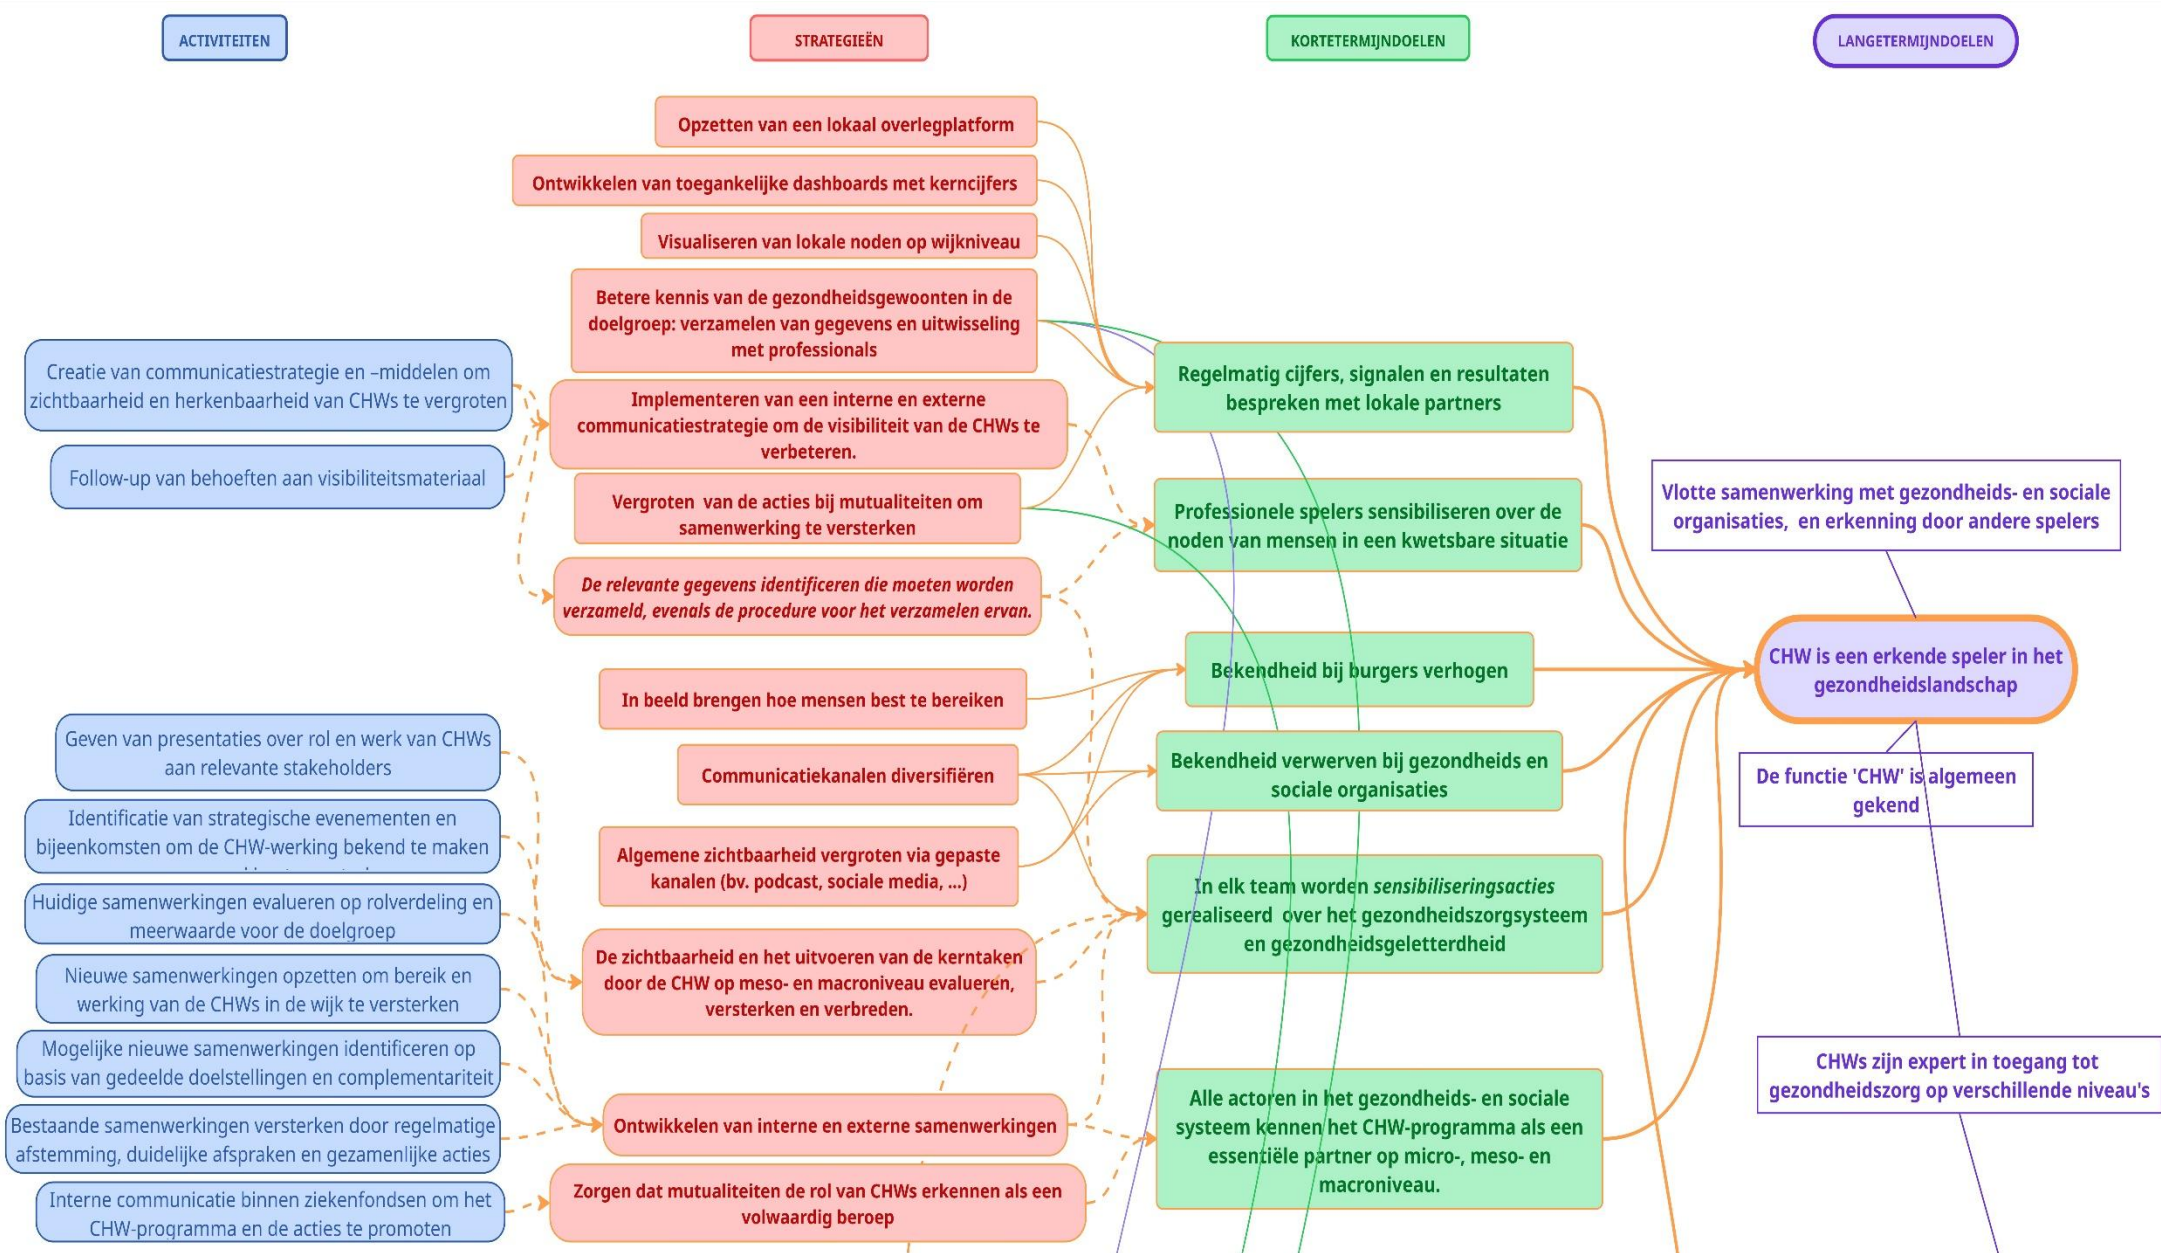 ACTIVITEITEN
STRATEGIEËN
KORTETERMIJNDOELEN
LANGETERMIJNDOELEN
Creatie van communicatiestrategie en –middelen om
zichtbaarheid en herkenbaarheid van CHWs te vergroten
Follow-up van behoeften aan visibiliteitsmateriaal
Geven van presentaties over rol en werk van CHWs
aan relevante stakeholders
Identificatie van strategische evenementen en
bijeenkomsten om de CHW-werking bekend te maken
Huidige samenwerkingen evalueren op rolverdeling en
meerwaarde voor de doelgroep
Nieuwe samenwerkingen opzetten om bereik en
werking van de CHWs in de wijk te versterken
Mogelijke nieuwe samenwerkingen identificeren op
basis van gedeelde doelstellingen en complementariteit
Bestaande samenwerkingen versterken door regelmatige
afstemming, duidelijke afspraken en gezamenlijke acties
Interne communicatie binnen ziekenfondsen om het
CHW-programma en de acties te promoten
Opzetten van een lokaal overlegplatform
Ontwikkelen van toegankelijke dashboards met kerncijfers
Visualiseren van lokale noden op wijkniveau
Betere kennis van de gezondheidsgewoonten in de
doelgroep: verzamelen van gegevens en uitwisseling
met professionals
Implementeren van een interne en externe
communicatiestrategie om de visibiliteit van de CHWs te
verbeteren.
Vergroten van de acties bij mutualiteiten om
samenwerking te versterken
De relevante gegevens identificeren die moeten worden
verzameld, evenals de procedure voor het verzamelen ervan.
In beeld brengen hoe mensen best te bereiken
Communicatiekanalen diversifiëren
Algemene zichtbaarheid vergroten via gepaste
kanalen (bv. podcast, sociale media, ...)
De zichtbaarheid en het uitvoeren van de kerntaken
door de CHW op meso- en macroniveau evalueren,
versterken en verbreden.
Ontwikkelen van interne en externe samenwerkingen
Zorgen dat mutualiteiten de rol van CHWs erkennen als een
volwaardig beroep
Regelmatig cijfers, signalen en resultaten
bespreken met lokale partners
Professionele spelers sensibiliseren over de
noden van mensen in een kwetsbare situatie
Bekendheid bij burgers verhogen
Bekendheid verwerven bij gezondheids en
sociale organisaties
In elk team worden sensibiliseringsacties
gerealiseerd over het gezondheidszorgsysteem
en gezondheidsgeletterdheid
Alle actoren in het gezondheids- en sociale
systeem kennen het CHW-programma als een
essentiële partner op micro-, meso- en
macroniveau.
Vlotte samenwerking met gezondheids- en sociale
organisaties, en erkenning door andere spelers
CHW is een erkende speler in het
gezondheidslandschap
De functie 'CHW' is algemeen
gekend
CHWs zijn expert in toegang tot
gezondheidszorg op verschillende niveau's